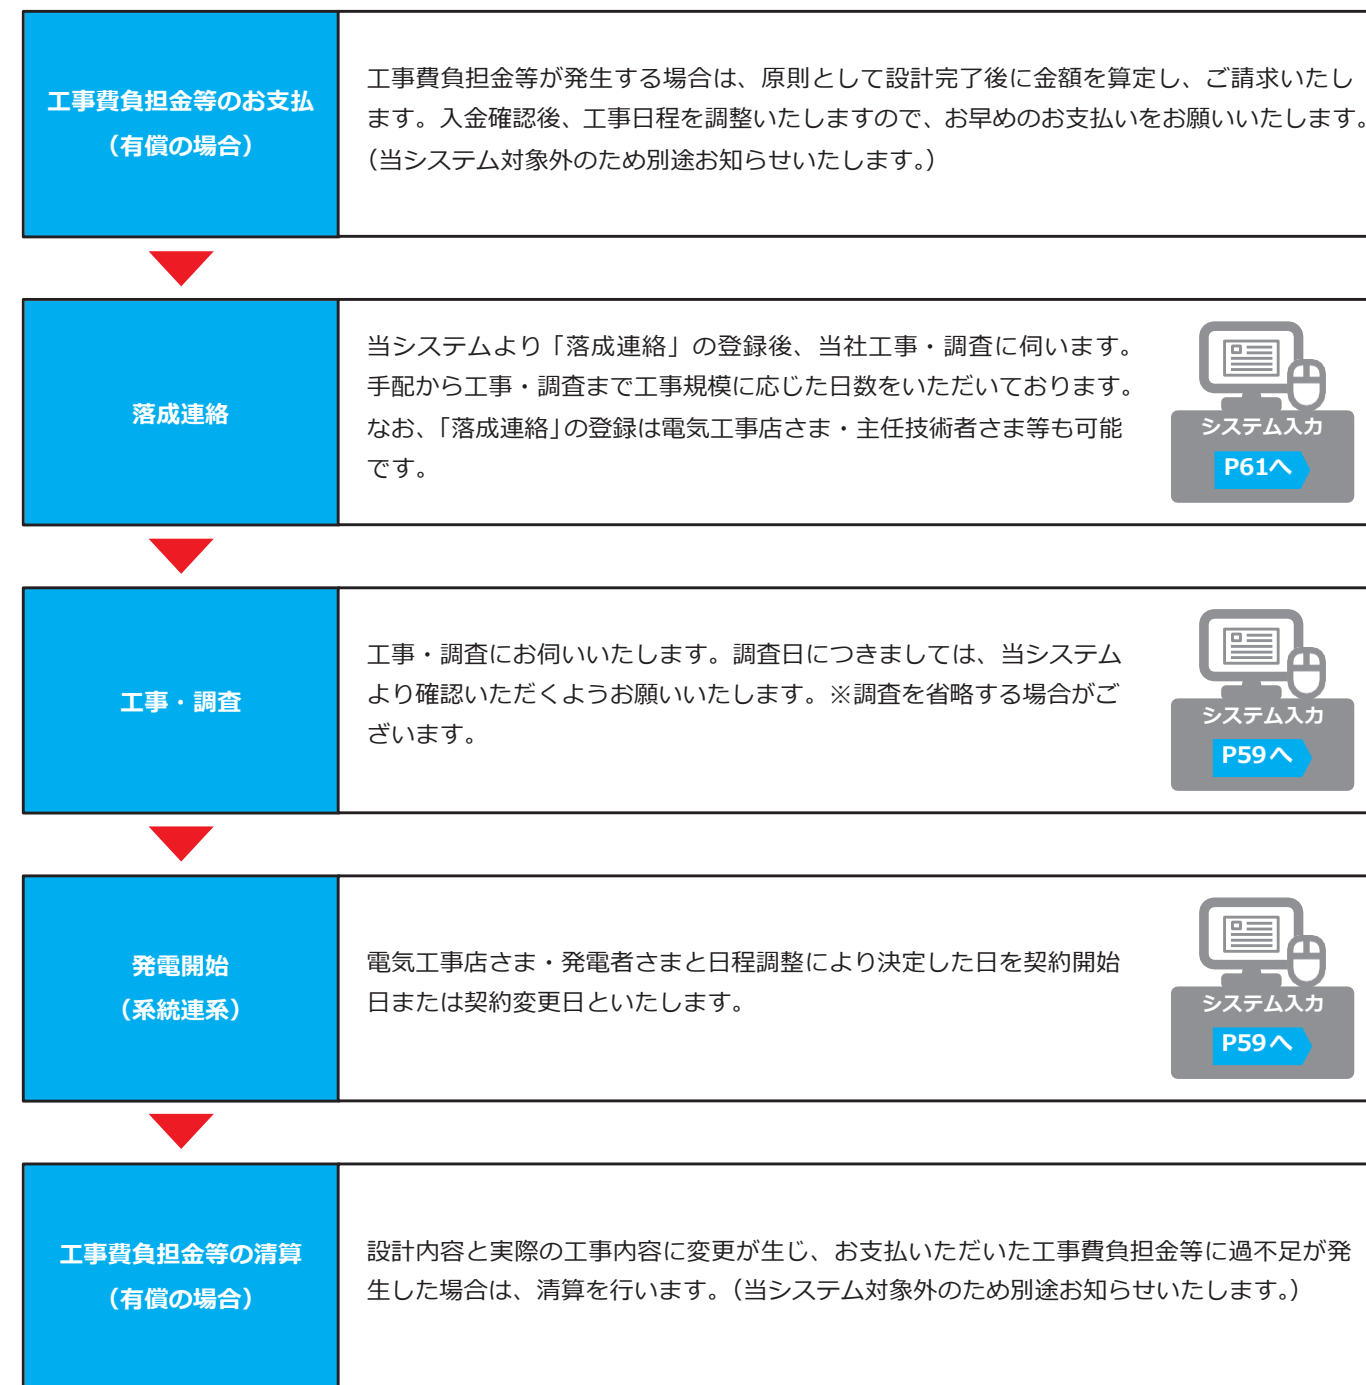 工事費負担金等のお支払
（有償の場合）
工事費負担金等が発生する場合は、原則として設計完了後に金額を算定し、ご請求いたし
ます。入金確認後、工事日程を調整いたしますので、お早めのお支払いをお願いいたします。
（当システム対象外のため別途お知らせいたします。）
落成連絡
当システムより「落成連絡」の登録後、当社工事・調査に伺います。
手配から工事・調査まで工事規模に応じた日数をいただいております。
なお、「落成連絡」の登録は電気工事店さま・主任技術者さま等も可能
です。
システム入力
P61へ
工事・調査
工事・調査にお伺いいたします。調査日につきましては、当システム
より確認いただくようお願いいたします。※調査を省略する場合がご
ざいます。
システム入力
P59へ
発電開始
（系統連系）
電気工事店さま・発電者さまと日程調整により決定した日を契約開始
日または契約変更日といたします。
システム入力
P59へ
工事費負担金等の清算
（有償の場合）
設計内容と実際の工事内容に変更が生じ、お支払いただいた工事費負担金等に過不足が発
生した場合は、清算を行います。（当システム対象外のため別途お知らせいたします。）